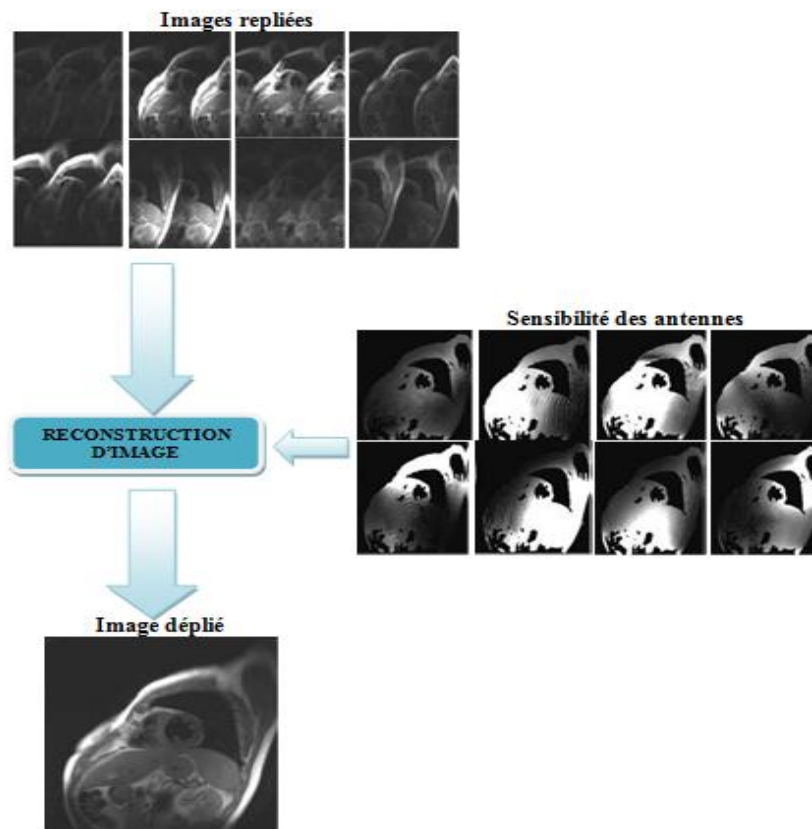 Images repliées
Sensibilité des antennes
RECONSTRUCTION
D'IMAGE
Image déplié